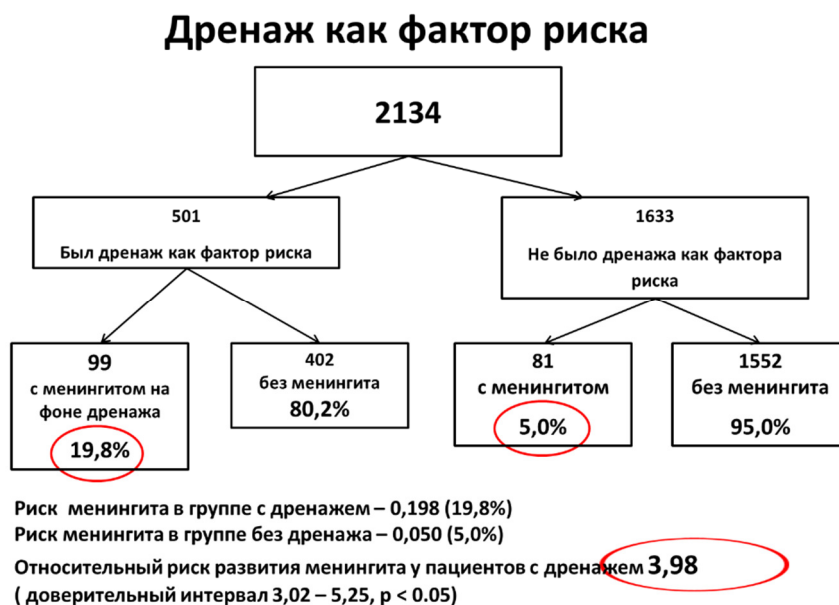 Дренаж как фактор риска
2134
501
Был дренаж как фактор риска
1633
Не было дренажа как фактора
риска
99
с менингитом на
фоне дренажа
19,8%
402
без менингита
80,2%
81
с менингитом
5,0%
1552
без менингита
95,0%
Риск менингита в группе с дренажем – 0,198 (19,8%)
Риск менингита в группе без дренажа – 0,050 (5,0%)
Относительный риск развития менингита у пациентов с дренажем 3,98
( доверительный интервал 3,02 – 5,25, p < 0.05)